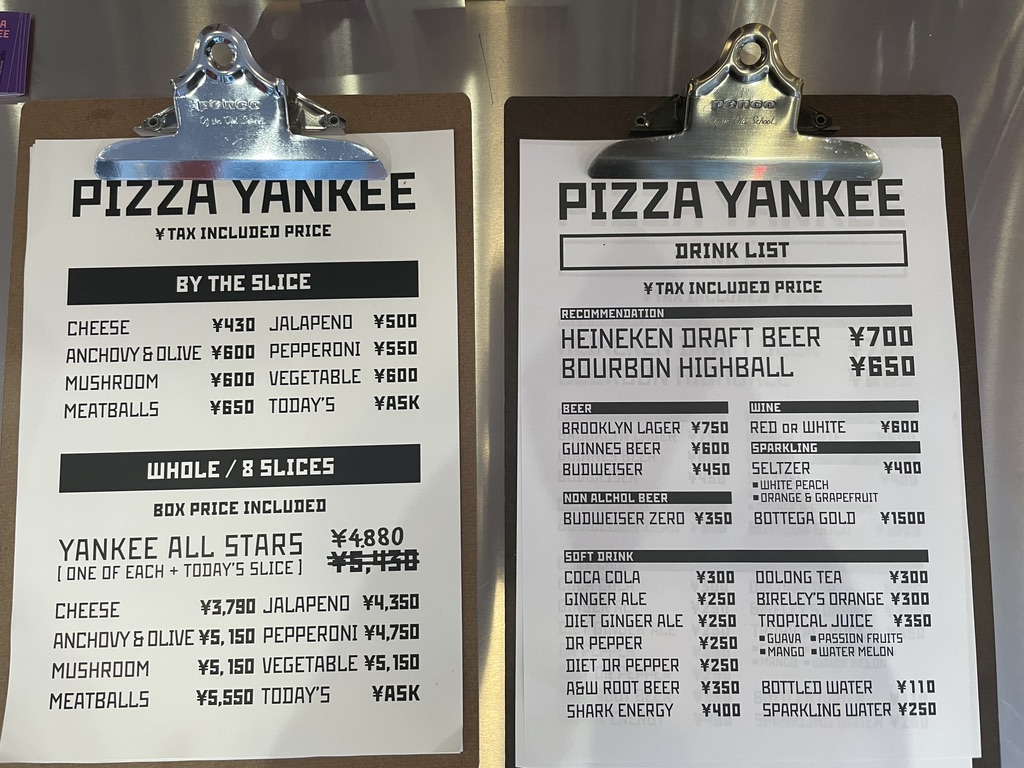 A
EE
penco
PIZZA YANKEE
¥TAX INCLUDED PRICE
BY THE SLICE
CHEESE ¥430 JALAPENO ¥500
ANCHOVY & OLIVE ¥600 PEPPERONI ¥550
MUSHROOM ¥600 VEGETABLE ¥600
MEATBALLS ¥650 TODAY'S ¥ASK
WHOLE / 8 SLICES
BOX PRICE INCLUDED
YANKEE ALL STARS ¥4880
[ ONE OF EACH + TODAY'S SLICE ] ¥5,430
CHEESE ¥3,790 JALAPENO ¥4,350
ANCHOVY & OLIVE ¥5,150 PEPPERONI ¥4,750
MUSHROOM ¥5,150 VEGETABLE ¥5,150
MEATBALLS ¥5,550 TODAY'S ¥ASK
penco
PIZZA YANKEE
DRINK LIST
¥TAX INCLUDED PRICE
RECOMMENDATION
HEINEKEN DRAFT BEER ¥700
BOURBON HIGHBALL ¥650
BEER
BROOKLYN LAGER ¥750
GUINNES BEER ¥600
BUDWEISER ¥450
NON ALCHOL BEER
BUDWEISER ZERO ¥350
WINE
RED OR WHITE ¥600
SPARKLING
SELTZER ¥400
▪WHITE PEACH
▪ORANGE & GRAPEFRUIT
BOTTEGA GOLD ¥1500
SOFT DRINK
COCA COLA ¥300
GINGER ALE ¥250
DIET GINGER ALE ¥250
DR PEPPER ¥250
DIET DR PEPPER ¥250
A&W ROOT BEER ¥350
SHARK ENERGY ¥400
OOLONG TEA ¥300
BIRELEY'S ORANGE ¥300
TROPICAL JUICE ¥350
▪GUAVA ▪PASSION FRUITS
▪MANGO ▪WATER MELON
BOTTLED WATER ¥110
SPARKLING WATER ¥250